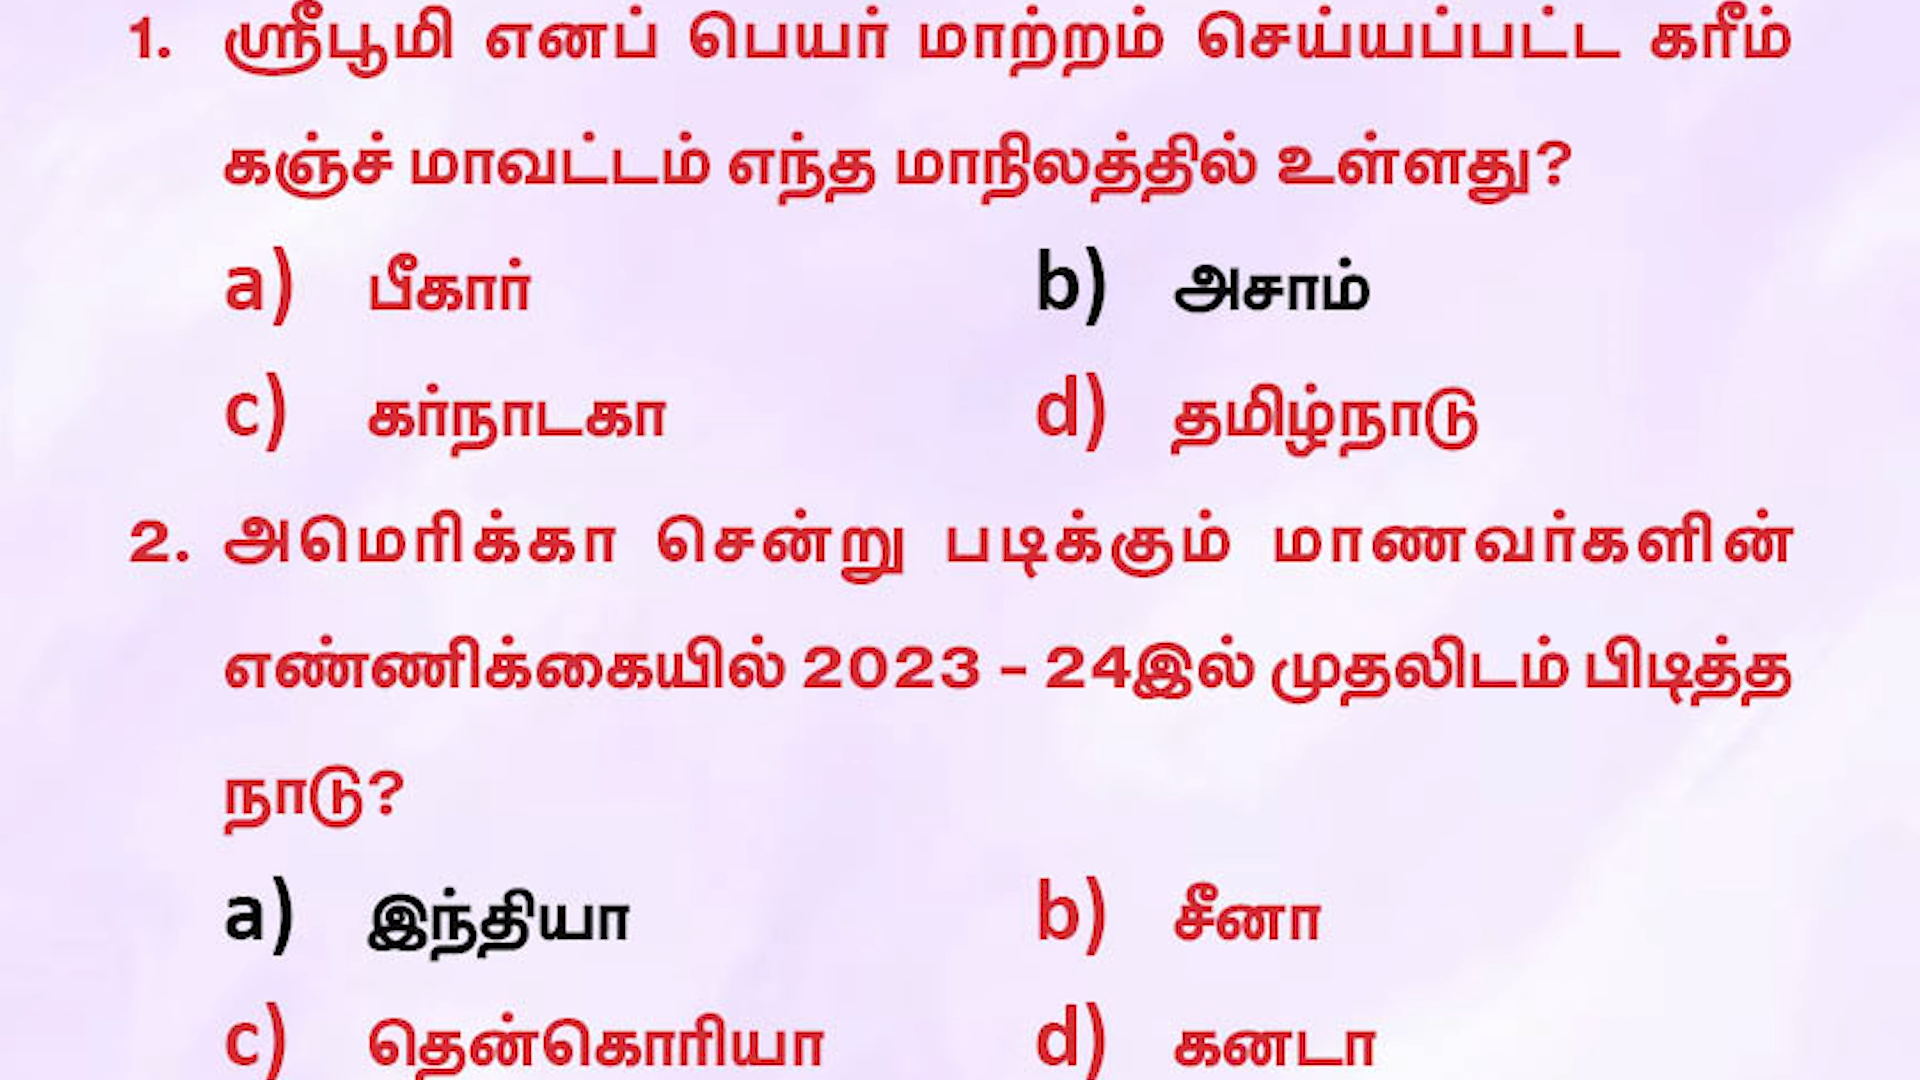 1. ஸ்ரீபூமி எனப் பெயர் மாற்றம் செய்யப்பட்ட கரீம்
கஞ்ச் மாவட்டம் எந்த மாநிலத்தில் உள்ளது?
a) பீகார் b) அசாம்
c) கர்நாடகா d) தமிழ்நாடு
2. அமெரிக்கா சென்று படிக்கும் மாணவர்களின்
எண்ணிக்கையில் 2023 – 24இல் முதலிடம் பிடித்த
நாடு?
a) இந்தியா b) சீனா
c) தென்கொரியா d) கனடா